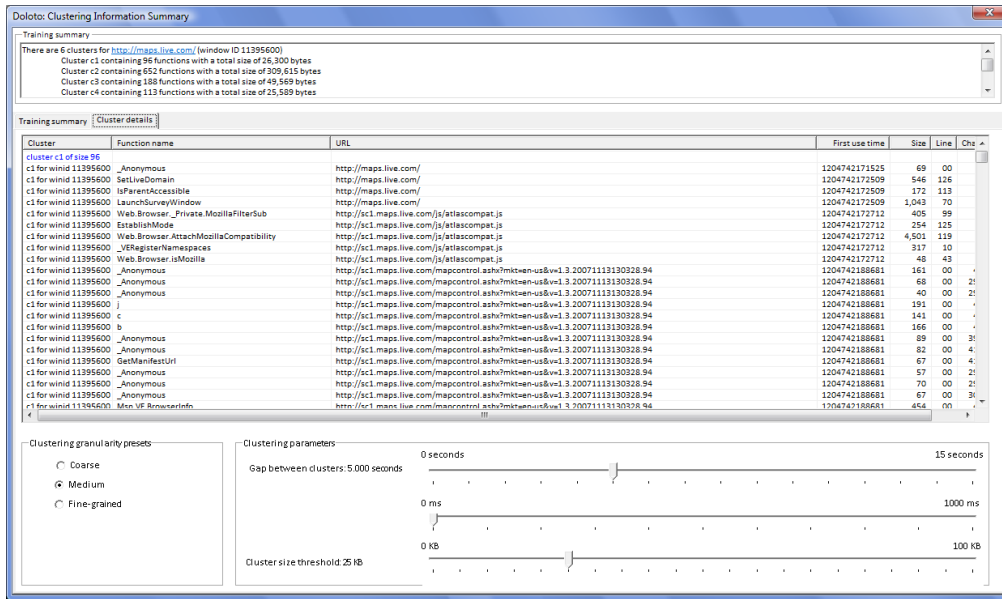 Doloto: Clustering Information Summary
Training summary
There are 6 clusters for http://maps.live.com/ (window ID 11395600)
Cluster c1 containing 96 functions with a total size of 26,300 bytes
Cluster c2 containing 652 functions with a total size of 309,615 bytes
Cluster c3 containing 188 functions with a total size of 49,569 bytes
Cluster c4 containing 113 functions with a total size of 25,589 bytes
Training summary Cluster details
Cluster Function name URL First use time Size Line Cha
cluster c1 of size 96
c1 for winid 11395600 _Anonymous http://maps.live.com/ 1204742171525 69 00
c1 for winid 11395600 SetLiveDomain http://maps.live.com/ 1204742172509 546 126
c1 for winid 11395600 IsParentAccessible http://maps.live.com/ 1204742172509 172 113
c1 for winid 11395600 LaunchSurveyWindow http://maps.live.com/ 1204742172509 1,043 70
c1 for winid 11395600 Web.Browser._Private.MozillaFilterSub http://sc1.maps.live.com/js/atlascompat.js 1204742172712 405 99
c1 for winid 11395600 EstablishMode http://sc1.maps.live.com/js/atlascompat.js 1204742172712 254 125
c1 for winid 11395600 Web.Browser.AttachMozillaCompatibility http://sc1.maps.live.com/js/atlascompat.js 1204742172712 4,501 119
c1 for winid 11395600 _VERegisterNamespaces http://sc1.maps.live.com/js/atlascompat.js 1204742172712 317 10
c1 for winid 11395600 Web.Browser.isMozilla http://sc1.maps.live.com/js/atlascompat.js 1204742172712 48 43
c1 for winid 11395600 _Anonymous http://sc1.maps.live.com/mapcontrol.ashx?mkt=en-us&v=1.3.20071113130328.94 1204742188681 161 00
c1 for winid 11395600 _Anonymous http://sc1.maps.live.com/mapcontrol.ashx?mkt=en-us&v=1.3.20071113130328.94 1204742188681 68 00
c1 for winid 11395600 _Anonymous http://sc1.maps.live.com/mapcontrol.ashx?mkt=en-us&v=1.3.20071113130328.94 1204742188681 40 00
c1 for winid 11395600 j http://sc1.maps.live.com/mapcontrol.ashx?mkt=en-us&v=1.3.20071113130328.94 1204742188681 191 00
c1 for winid 11395600 c http://sc1.maps.live.com/mapcontrol.ashx?mkt=en-us&v=1.3.20071113130328.94 1204742188681 141 00
c1 for winid 11395600 b http://sc1.maps.live.com/mapcontrol.ashx?mkt=en-us&v=1.3.20071113130328.94 1204742188681 166 00
c1 for winid 11395600 _Anonymous http://sc1.maps.live.com/mapcontrol.ashx?mkt=en-us&v=1.3.20071113130328.94 1204742188681 89 00
c1 for winid 11395600 _Anonymous http://sc1.maps.live.com/mapcontrol.ashx?mkt=en-us&v=1.3.20071113130328.94 1204742188681 82 00
c1 for winid 11395600 GetManifestUrl http://sc1.maps.live.com/mapcontrol.ashx?mkt=en-us&v=1.3.20071113130328.94 1204742188681 67 00
c1 for winid 11395600 _Anonymous http://sc1.maps.live.com/mapcontrol.ashx?mkt=en-us&v=1.3.20071113130328.94 1204742188681 57 00
c1 for winid 11395600 _Anonymous http://sc1.maps.live.com/mapcontrol.ashx?mkt=en-us&v=1.3.20071113130328.94 1204742188681 70 00
c1 for winid 11395600 _Anonymous http://sc1.maps.live.com/mapcontrol.ashx?mkt=en-us&v=1.3.20071113130328.94 1204742188681 67 00
c1 for winid 11395600 Msn.VE.BrowserInfo http://sc1.maps.live.com/mapcontrol.ashx?mkt=en-us&v=1.3.20071113130328.94 1204742188681 454 00
Clustering granularity presets
Coarse
Medium
Fine-grained
Clustering parameters
0 seconds 15 seconds
Gap between clusters: 5.000 seconds
0 ms 1000 ms
0 KB 100 KB
Cluster size threshold: 25 KB